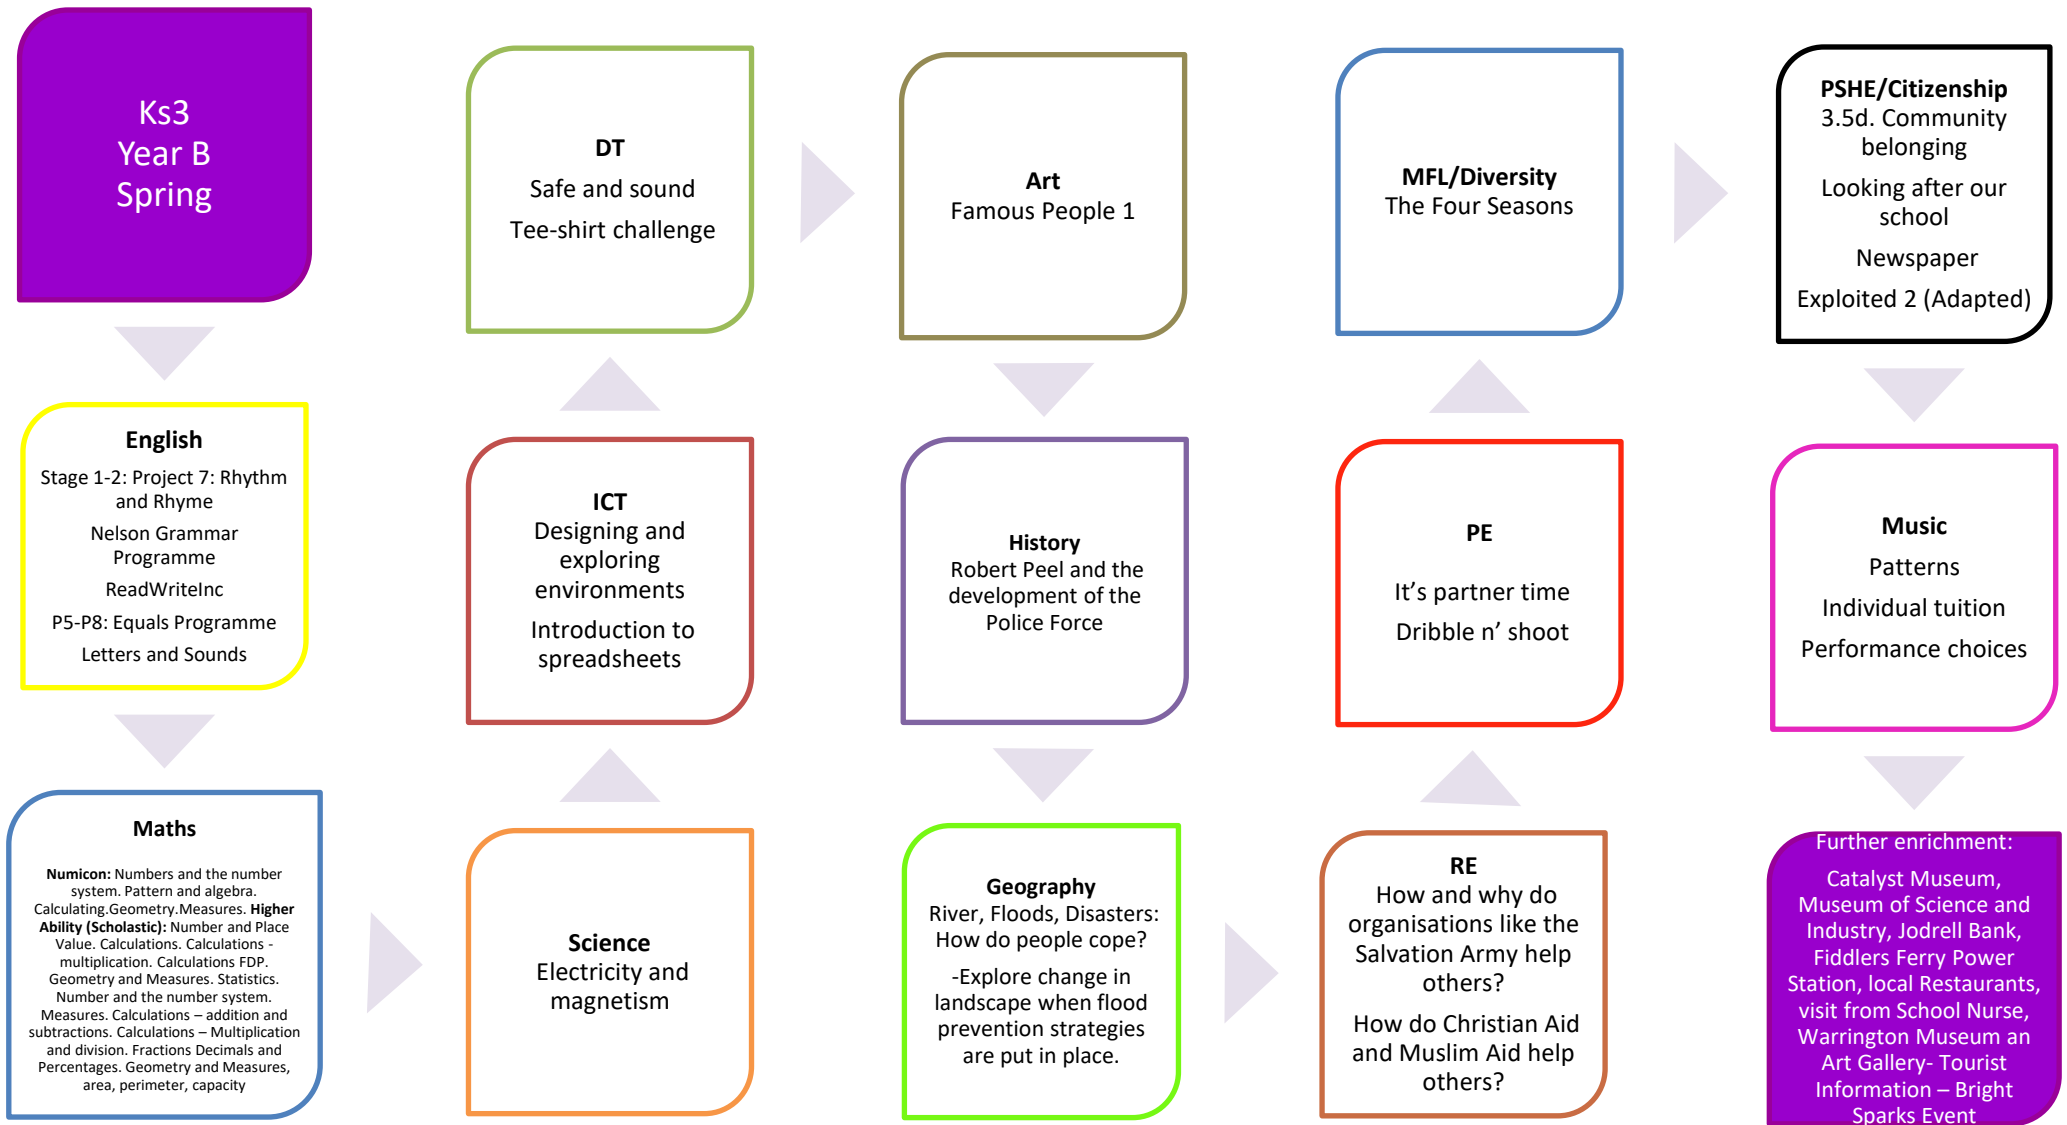 Ks3
Year B
Spring
English
Stage 1-2: Project 7: Rhythm
and Rhyme
Nelson Grammar
Programme
ReadWriteInc
P5-P8: Equals Programme
Letters and Sounds
Maths
Numicon: Numbers and the number
system. Pattern and algebra.
Calculating.Geometry.Measures. Higher
Ability (Scholastic): Number and Place
Value. Calculations. Calculations -
multiplication. Calculations FDP.
Geometry and Measures. Statistics.
Number and the number system.
Measures. Calculations – addition and
subtractions. Calculations – Multiplication
and division. Fractions Decimals and
Percentages. Geometry and Measures,
area, perimeter, capacity
Science
Electricity and
magnetism
ICT
Designing and
exploring
environments
Introduction to
spreadsheets
DT
Safe and sound
Tee-shirt challenge
Art
Famous People 1
History
Robert Peel and the
development of the
Police Force
Geography
River, Floods, Disasters:
How do people cope?
-Explore change in
landscape when flood
prevention strategies
are put in place.
RE
How and why do
organisations like the
Salvation Army help
others?
How do Christian Aid
and Muslim Aid help
others?
PE
It’s partner time
Dribble n’ shoot
MFL/Diversity
The Four Seasons
PSHE/Citizenship
3.5d. Community
belonging
Looking after our
school
Newspaper
Exploited 2 (Adapted)
Music
Patterns
Individual tuition
Performance choices
Further enrichment:
Catalyst Museum,
Museum of Science and
Industry, Jodrell Bank,
Fiddlers Ferry Power
Station, local Restaurants,
visit from School Nurse,
Warrington Museum an
Art Gallery- Tourist
Information – Bright
Sparks Event